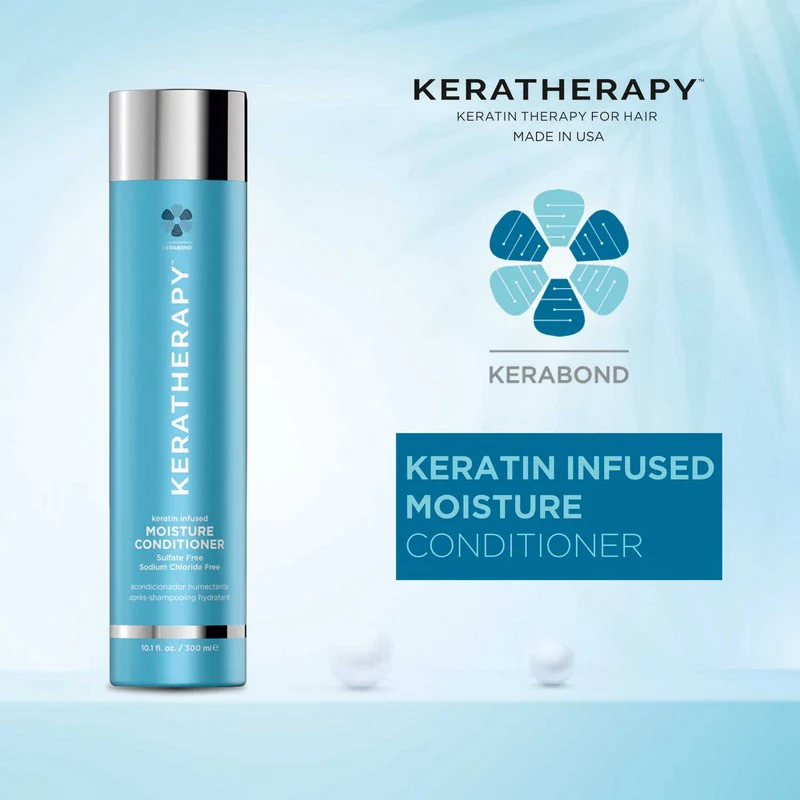 KERATHERAPY™
KERATIN THERAPY FOR HAIR
MADE IN USA
KERABOND
KERATIN INFUSED
MOISTURE
CONDITIONER
KERABOND
KERATHERAPY™
keratin infused
MOISTURE
CONDITIONER
Sulfate Free
Sodium Chloride Free
acondicionador humectante
après-shampooing hydratant
10.1 fl. oz. / 300 ml℮